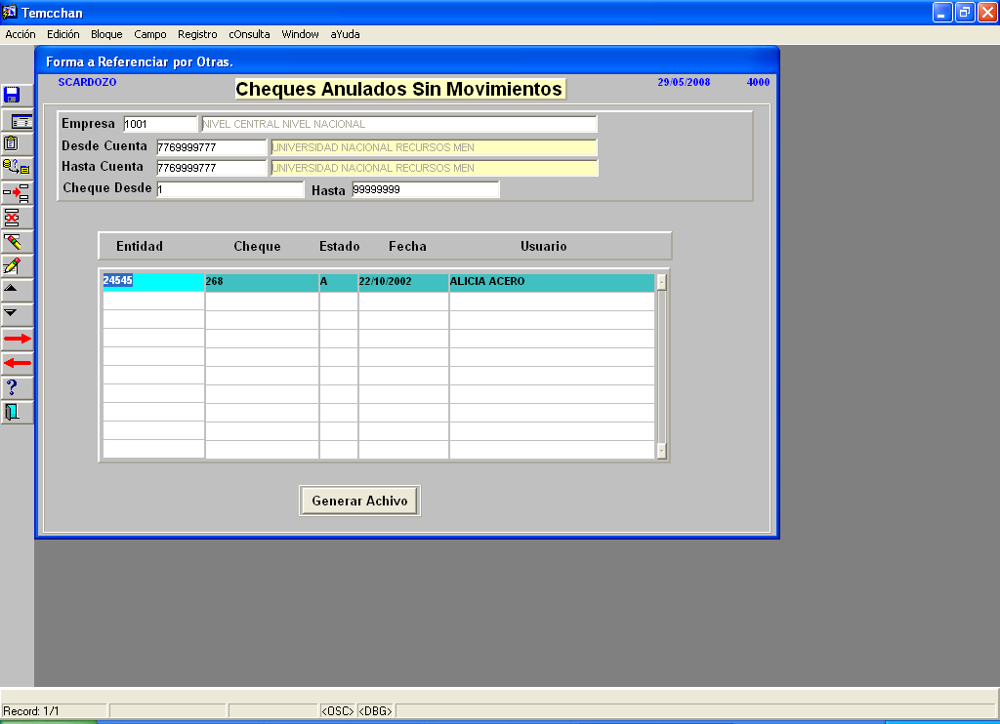 Temcchan
Acción Edición Bloque Campo Registro cOnsulta Window aYuda
Forma a Referenciar por Otras.
SCARDOZO 29/05/2008 4000
Cheques Anulados Sin Movimientos
Empresa 1001 NIVEL CENTRAL NIVEL NACIONAL
Desde Cuenta 7769999777 UNIVERSIDAD NACIONAL RECURSOS MEN
Hasta Cuenta 7769999777 UNIVERSIDAD NACIONAL RECURSOS MEN
Cheque Desde 1 Hasta 99999999
Entidad Cheque Estado Fecha Usuario
24545 268 A 22/10/2002 ALICIA ACERO
Generar Achivo
Record: 1/1 <OSC> <DBG>